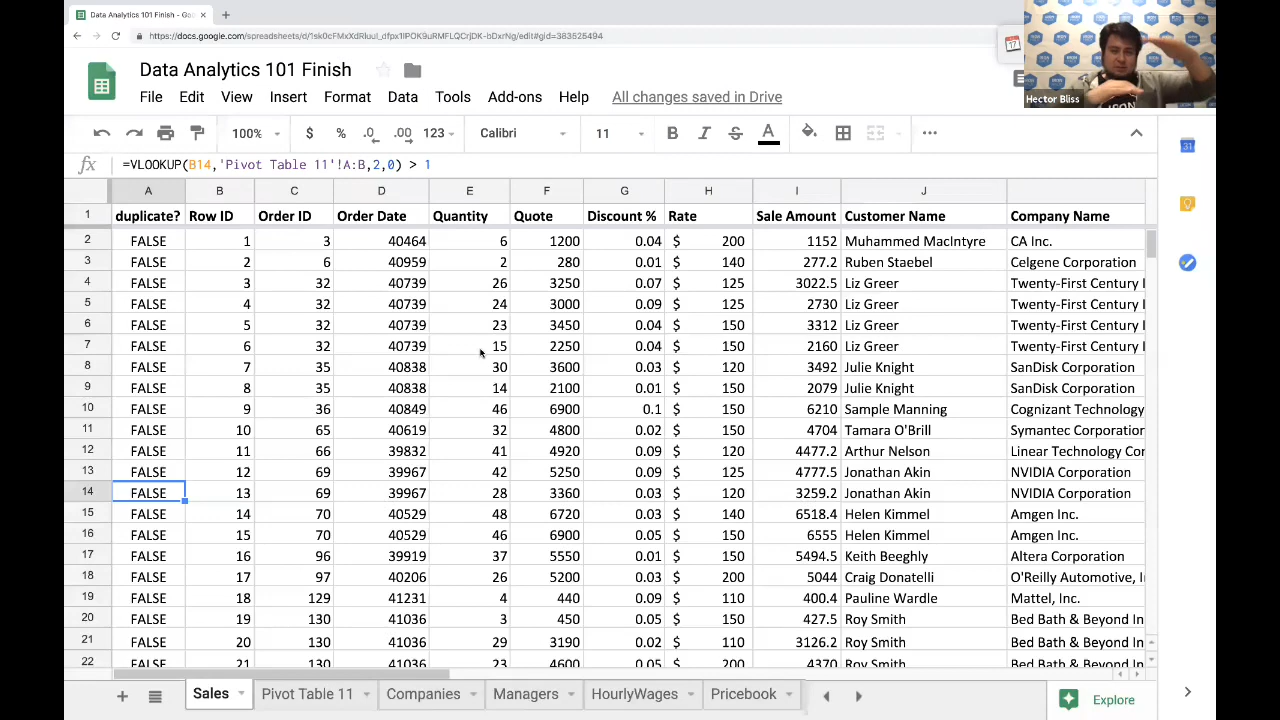 Data Analytics 101 Finish - Goo
https://docs.google.com/spreadsheets/
Data Analytics 101 Finish
File Edit View Insert Format Data Tools Add-ons Help All changes saved in Drive
100% $ % .0 .00 123 Calibri 11 B I S A
fx =VLOOKUP(B14,'Pivot Table 11'!A:B,2,0) > 1
A B C D E F G H I J
1 duplicate? Row ID Order ID Order Date Quantity Quote Discount % Rate Sale Amount Customer Name Company Name
2 FALSE 1 3 40464 6 1200 0.04 $ 200 1152 Muhammed MacIntyre CA Inc.
3 FALSE 2 6 40959 2 280 0.01 $ 140 277.2 Ruben Staebel Celgene Corporation
4 FALSE 3 32 40739 26 3250 0.07 $ 125 3022.5 Liz Greer Twenty-First Century
5 FALSE 4 32 40739 24 3000 0.09 $ 125 2730 Liz Greer Twenty-First Century
6 FALSE 5 32 40739 23 3450 0.04 $ 150 3312 Liz Greer Twenty-First Century
7 FALSE 6 32 40739 15 2250 0.04 $ 150 2160 Liz Greer Twenty-First Century
8 FALSE 7 35 40838 30 3600 0.03 $ 120 3492 Julie Knight SanDisk Corporation
9 FALSE 8 35 40838 14 2100 0.01 $ 150 2079 Julie Knight SanDisk Corporation
10 FALSE 9 36 40849 46 6900 0.1 $ 150 6210 Sample Manning Cognizant Technology
11 FALSE 10 65 40619 32 4800 0.02 $ 150 4704 Tamara O'Brill Symantec Corporation
12 FALSE 11 66 39832 41 4920 0.09 $ 120 4477.2 Arthur Nelson Linear Technology Cor
13 FALSE 12 69 39967 42 5250 0.09 $ 125 4777.5 Jonathan Akin NVIDIA Corporation
14 FALSE 13 69 39967 28 3360 0.03 $ 120 3259.2 Jonathan Akin NVIDIA Corporation
15 FALSE 14 70 40529 48 6720 0.03 $ 140 6518.4 Helen Kimmel Amgen Inc.
16 FALSE 15 70 40529 46 6900 0.05 $ 150 6555 Helen Kimmel Amgen Inc.
17 FALSE 16 96 39919 37 5550 0.01 $ 150 5494.5 Keith Beeghly Altera Corporation
18 FALSE 17 97 40206 26 5200 0.03 $ 200 5044 Craig Donatelli O'Reilly Automotive, I
19 FALSE 18 129 41231 4 440 0.09 $ 110 400.4 Pauline Wardle Mattel, Inc.
20 FALSE 19 130 41036 3 450 0.05 $ 150 427.5 Roy Smith Bed Bath & Beyond In
21 FALSE 20 130 41036 29 3190 0.02 $ 110 3126.2 Roy Smith Bed Bath & Beyond In
22 FALSE 21 130 41036 23 4600 0.05 $ 200 4370 Roy Smith Bed Bath & Beyond In
Sales Pivot Table 11 Companies Managers HourlyWages Pricebook Explore
17
Hector Bliss
31